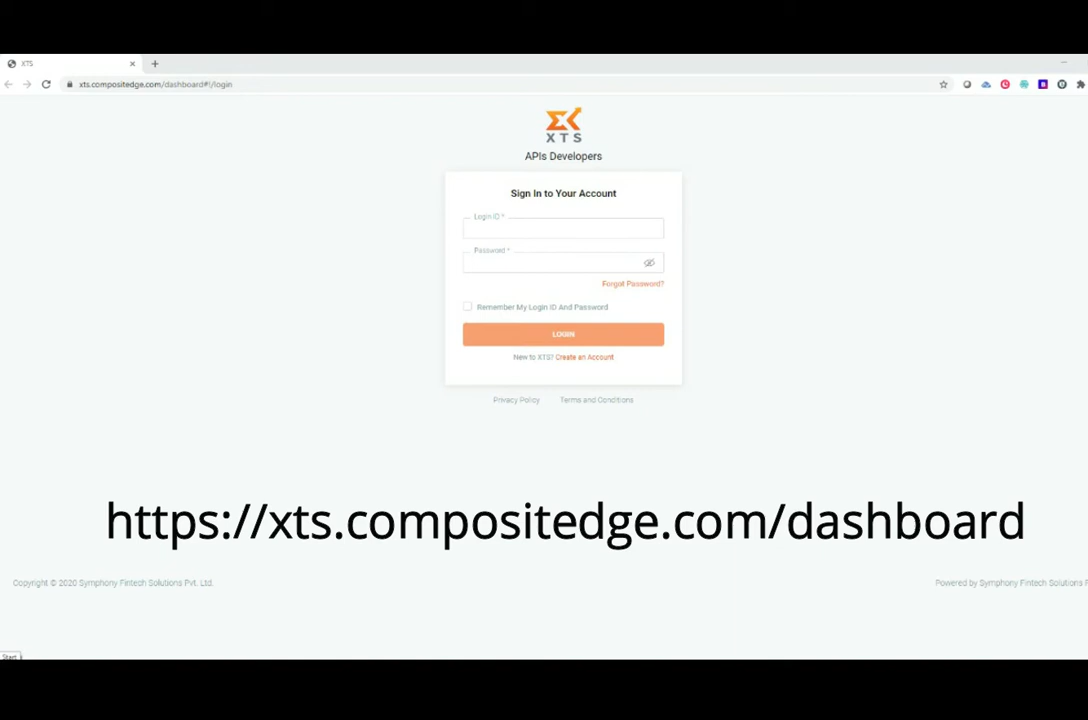 XTS
xts.compositedge.com/dashboard#!/login
XTS
APIs Developers
Sign In to Your Account
Login ID *
Password *
Forgot Password?
Remember My Login ID And Password
LOGIN
New to XTS? Create an Account
Privacy Policy Terms and Conditions
https://xts.compositedge.com/dashboard
Copyright © 2020 Symphony Fintech Solutions Pvt. Ltd.
Powered by Symphony Fintech Solutions P
Start